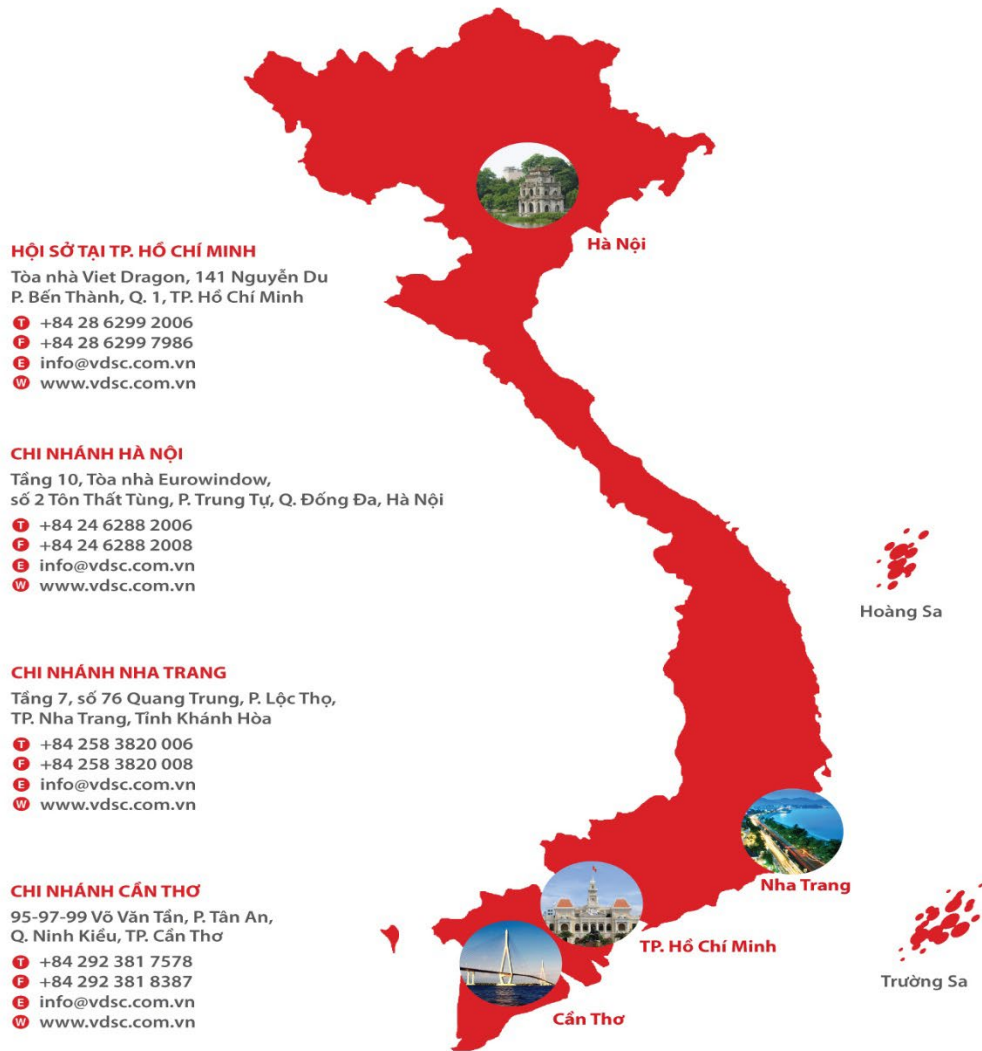 HỘI SỞ TẠI TP. HỒ CHÍ MINH
Tòa nhà Viet Dragon, 141 Nguyễn Du
P. Bến Thành, Q. 1, TP. Hồ Chí Minh
T +84 28 6299 2006
F +84 28 6299 7986
E info@vdsc.com.vn
W www.vdsc.com.vn
CHI NHÁNH HÀ NỘI
Tầng 10, Tòa nhà Eurowindow,
số 2 Tôn Thất Tùng, P. Trung Tự, Q. Đống Đa, Hà Nội
T +84 24 6288 2006
F +84 24 6288 2008
E info@vdsc.com.vn
W www.vdsc.com.vn
CHI NHÁNH NHA TRANG
Tầng 7, số 76 Quang Trung, P. Lộc Thọ,
TP. Nha Trang, Tỉnh Khánh Hòa
T +84 258 3820 006
F +84 258 3820 008
E info@vdsc.com.vn
W www.vdsc.com.vn
CHI NHÁNH CẦN THƠ
95-97-99 Võ Văn Tần, P. Tân An,
Q. Ninh Kiều, TP. Cần Thơ
T +84 292 381 7578
F +84 292 381 8387
E info@vdsc.com.vn
W www.vdsc.com.vn
Hà Nội
Hoàng Sa
Nha Trang
TP. Hồ Chí Minh
Trường Sa
Cần Thơ